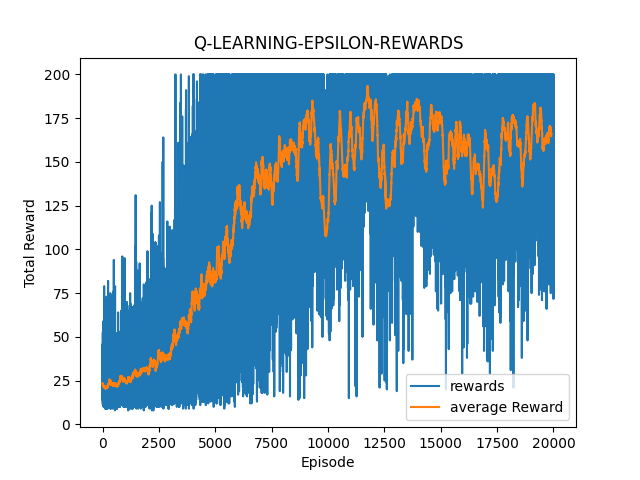 Q-LEARNING-EPSILON-REWARDS
Total Reward
200
175
150
125
100
75
50
25
0
rewards
average Reward
0 2500 5000 7500 10000 12500 15000 17500 20000
Episode